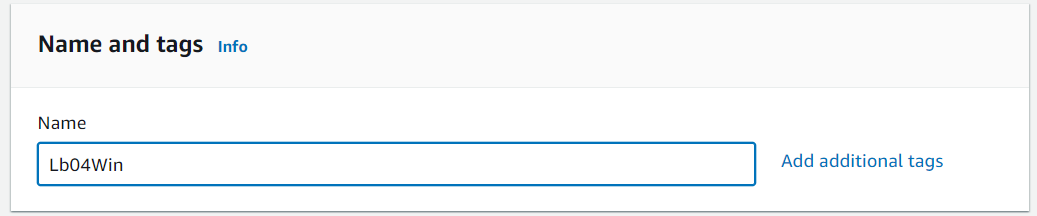 Name and tags Info
Name
Lb04Win
Add additional tags